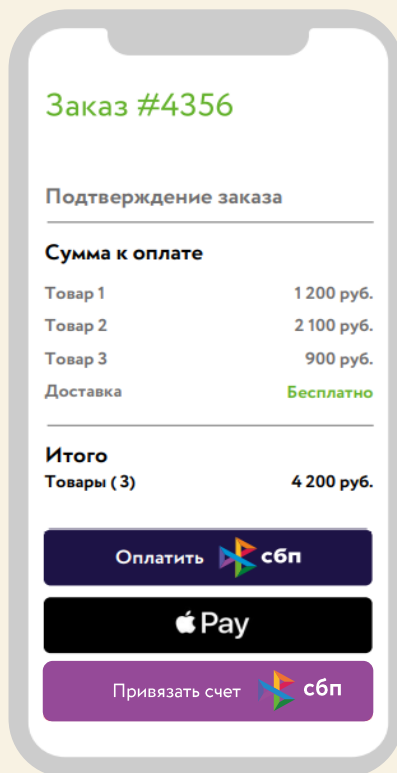 Заказ #4356
Подтверждение заказа
Сумма к оплате
Товар 1 1 200 руб.
Товар 2 2 100 руб.
Товар 3 900 руб.
Доставка Бесплатно
Итого
Товары ( 3) 4 200 руб.
Оплатить сбп
Pay
Привязать счет сбп